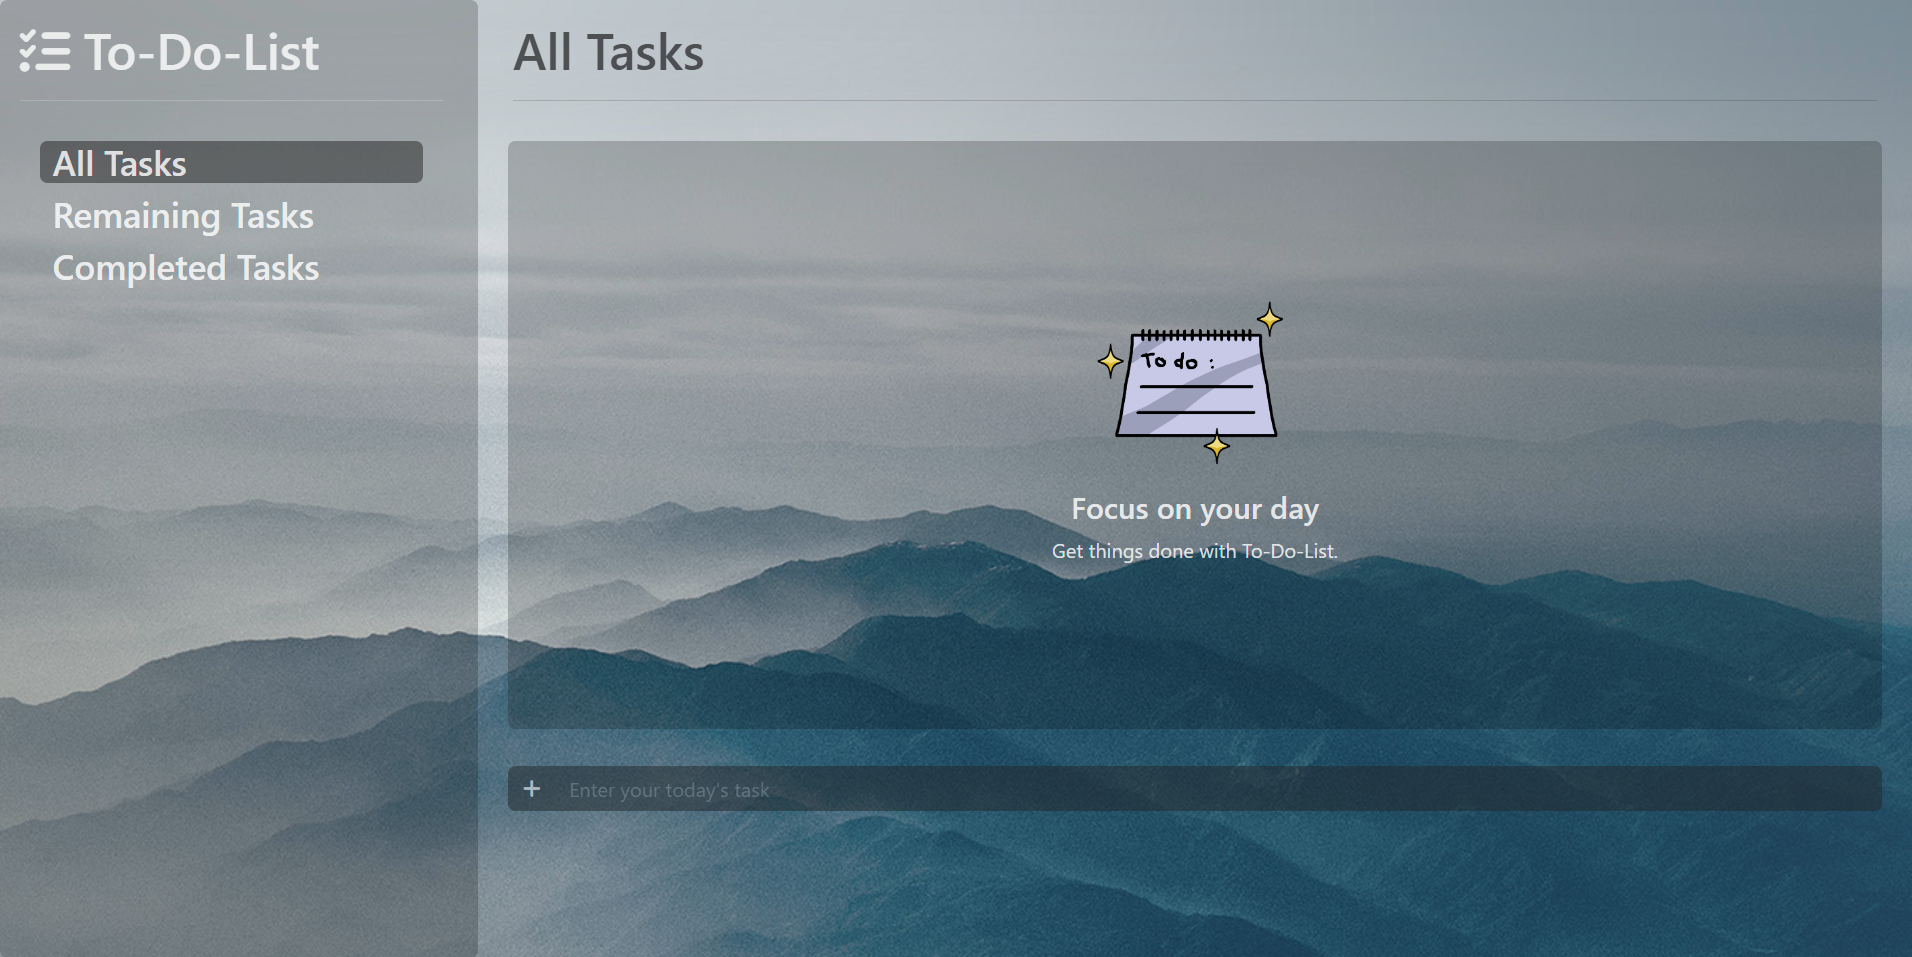 To-Do-List
All Tasks
Remaining Tasks
Completed Tasks
All Tasks
To do :
Focus on your day
Get things done with To-Do-List.
+ Enter your today's task